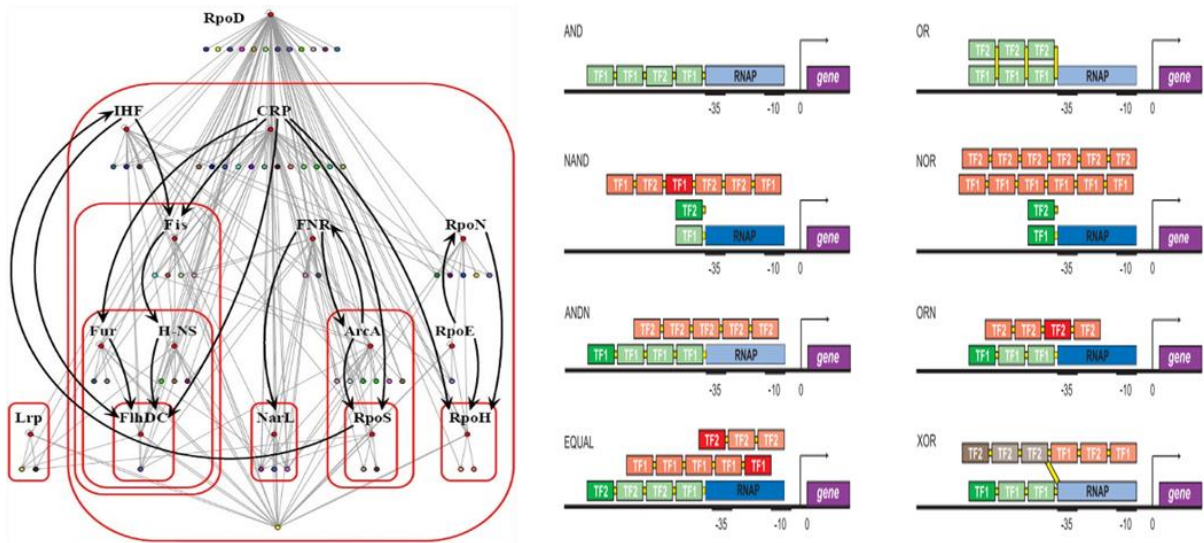 RpoD
IHF CRP
Fis FNR RpoN
Fur H-NS ArcA RpoE
Lrp FlhDC NarL RpoS RpoH
AND
TF1 TF1 TF2 TF1 RNAP gene
-35 -10 0
OR
TF2 TF2 TF2
TF1 TF1 TF1 RNAP gene
-35 -10 0
NAND
TF1 TF2 TF1 TF2 TF2 TF1
TF2
TF1 RNAP gene
-35 -10 0
NOR
TF2 TF2 TF2 TF2 TF2 TF2
TF1 TF1 TF1 TF1 TF1 TF1
TF2
TF1 RNAP gene
-35 -10 0
ANDN
TF2 TF2 TF2 TF2 TF2
TF1 TF1 TF1 TF1 RNAP gene
-35 -10 0
ORN
TF2 TF2 TF2 TF2
TF1 TF1 TF1 RNAP gene
-35 -10 0
EQUAL
TF2 TF2 TF2
TF1 TF1 TF1 TF1 TF1
TF2 TF2 TF2 TF1 RNAP gene
-35 -10 0
XOR
TF2 TF2 TF2 TF1 TF1 TF2
TF1 TF1 TF1 RNAP gene
-35 -10 0